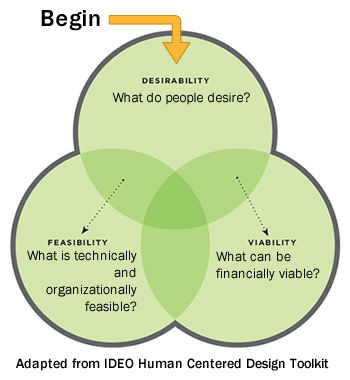 Begin
DESIRABILITY
What do people desire?
FEASIBILITY
What is technically
and
organizationally
feasible?
VIABILITY
What can be
financially viable?
Adapted from IDEO Human Centered Design Toolkit